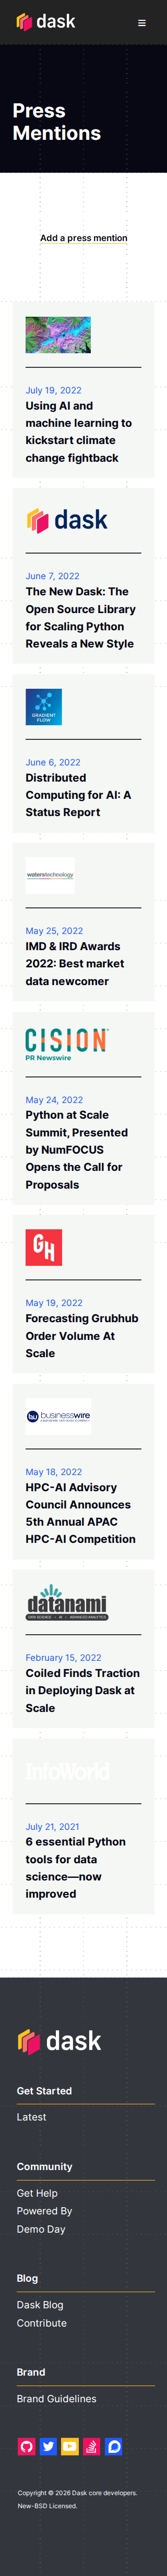 dask
Press
Mentions
Add a press mention
July 19, 2022
Using AI and
machine learning to
kickstart climate
change fightback
dask
June 7, 2022
The New Dask: The
Open Source Library
for Scaling Python
Reveals a New Style
GRADIENT
FLOW
June 6, 2022
Distributed
Computing for AI: A
Status Report
waterstechnology
May 25, 2022
IMD & IRD Awards
2022: Best market
data newcomer
CISION
PR Newswire
May 24, 2022
Python at Scale
Summit, Presented
by NumFOCUS
Opens the Call for
Proposals
GH
May 19, 2022
Forecasting Grubhub
Order Volume At
Scale
businesswire
May 18, 2022
HPC-AI Advisory
Council Announces
5th Annual APAC
HPC-AI Competition
datanami
DATA SCIENCE • AI • ADVANCED ANALYTICS
February 15, 2022
Coiled Finds Traction
in Deploying Dask at
Scale
InfoWorld
July 21, 2021
6 essential Python
tools for data
science—now
improved
dask
Get Started
Latest
Community
Get Help
Powered By
Demo Day
Blog
Dask Blog
Contribute
Brand
Brand Guidelines
Copyright © 2026 Dask core developers.
New-BSD Licensed.